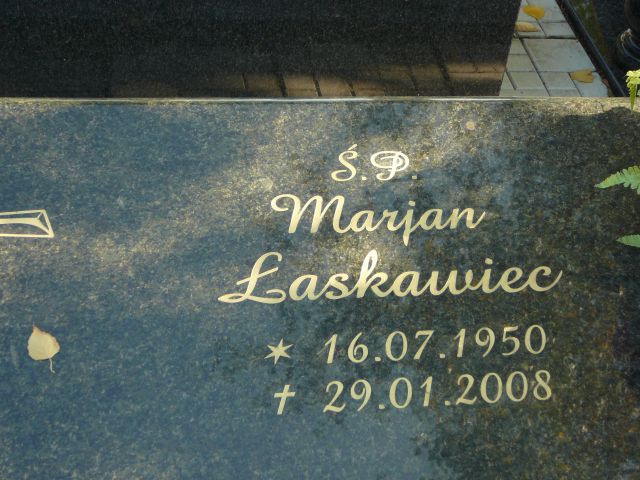 Ś.P.
Marjan
Łaskawiec
✶ 16.07.1950
✝ 29.01.2008